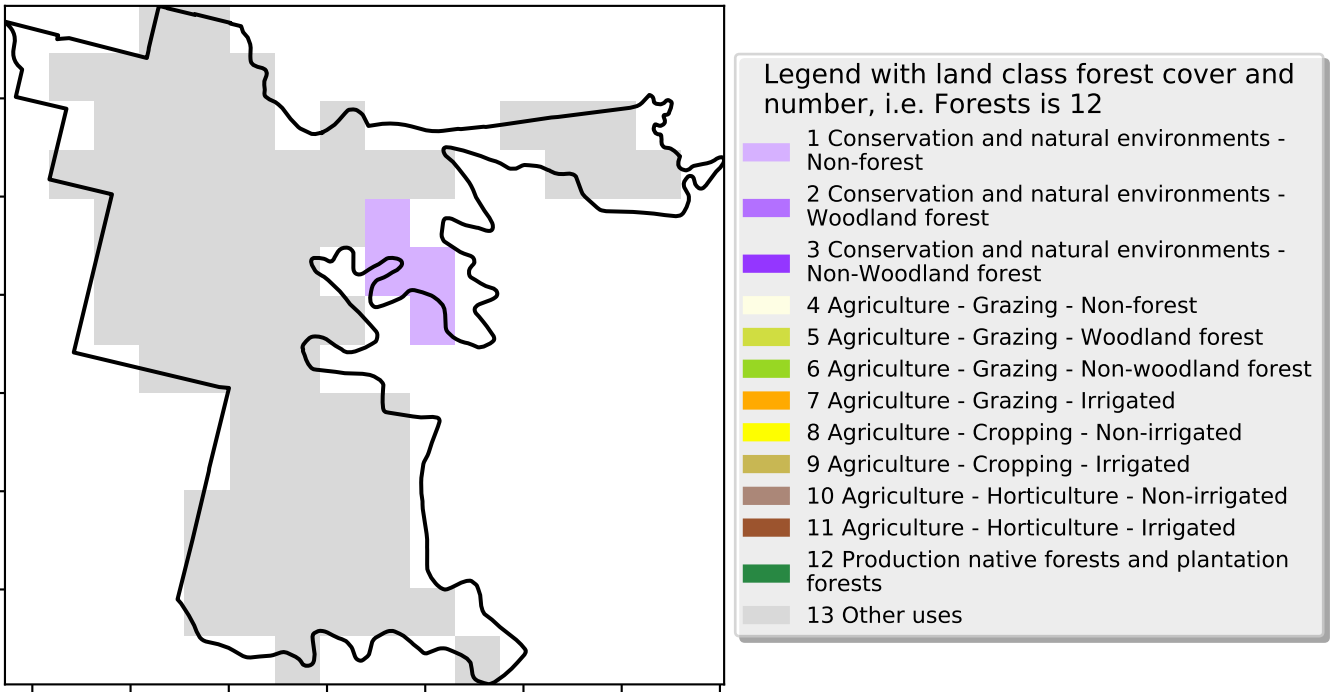 Legend with land class forest cover and
number, i.e. Forests is 12
1 Conservation and natural environments -
Non-forest
2 Conservation and natural environments -
Woodland forest
3 Conservation and natural environments -
Non-Woodland forest
4 Agriculture - Grazing - Non-forest
5 Agriculture - Grazing - Woodland forest
6 Agriculture - Grazing - Non-woodland forest
7 Agriculture - Grazing - Irrigated
8 Agriculture - Cropping - Non-irrigated
9 Agriculture - Cropping - Irrigated
10 Agriculture - Horticulture - Non-irrigated
11 Agriculture - Horticulture - Irrigated
12 Production native forests and plantation
forests
13 Other uses